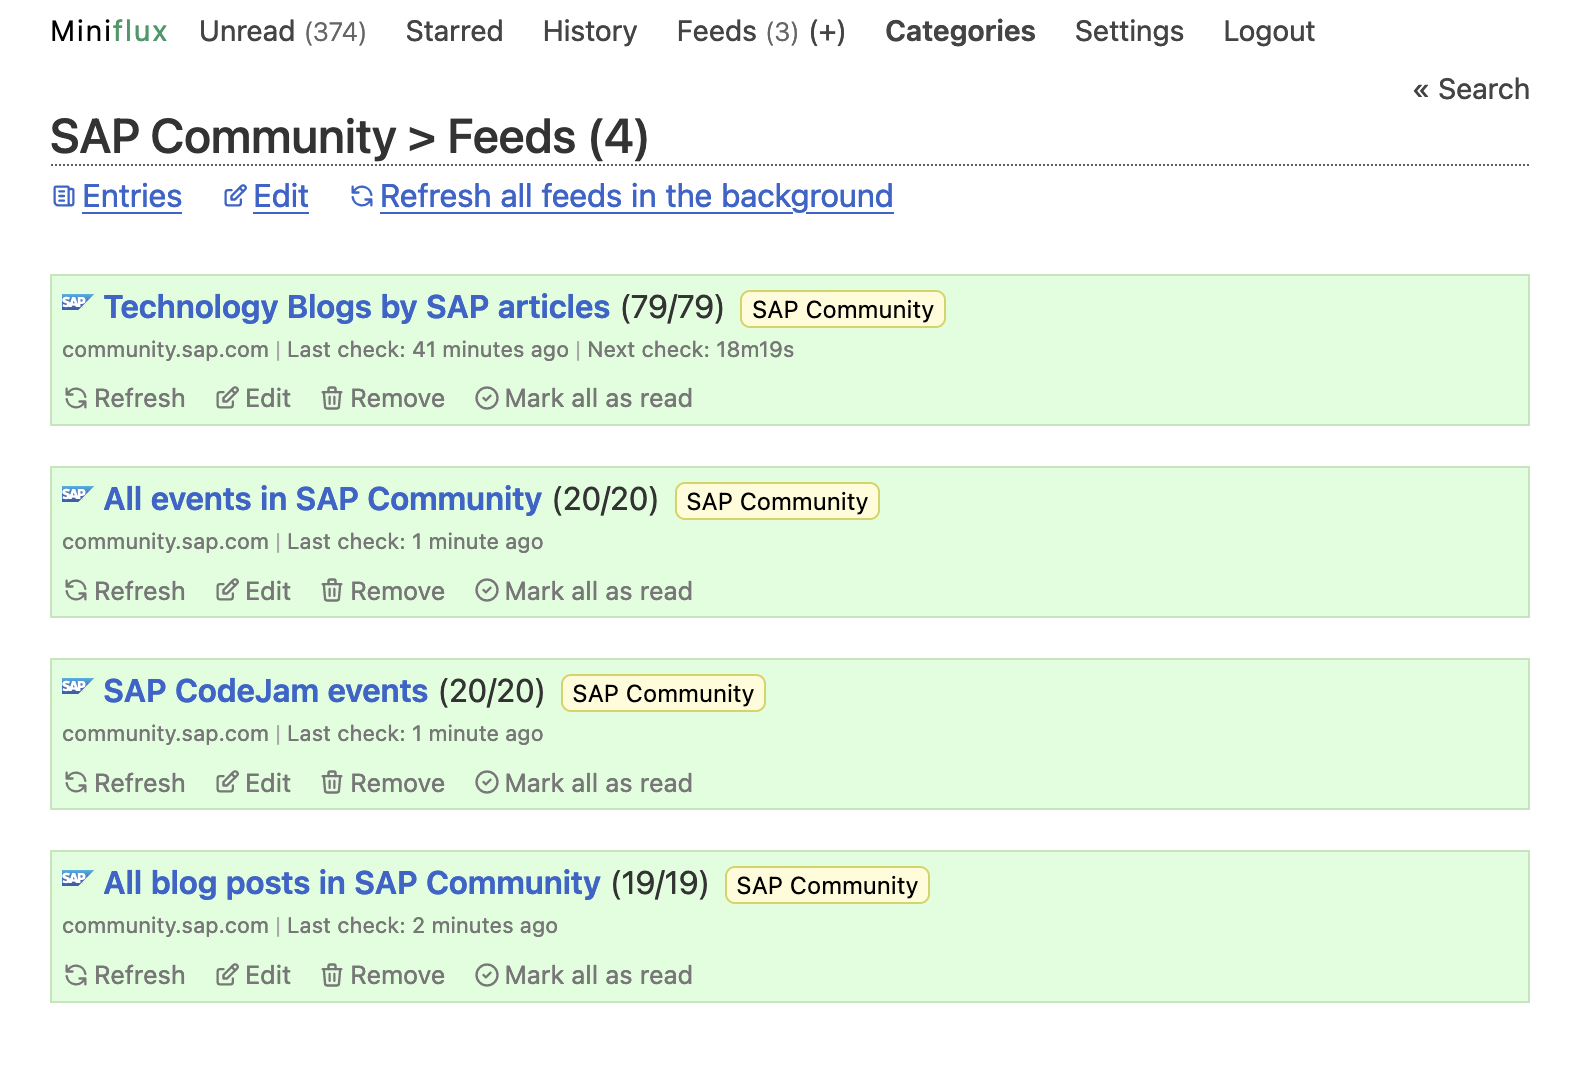 Miniflux Unread (374) Starred History Feeds (3) (+) Categories Settings Logout
« Search
SAP Community > Feeds (4)
Entries Edit Refresh all feeds in the background
SAP Technology Blogs by SAP articles (79/79) SAP Community
community.sap.com | Last check: 41 minutes ago | Next check: 18m19s
Refresh Edit Remove Mark all as read
SAP All events in SAP Community (20/20) SAP Community
community.sap.com | Last check: 1 minute ago
Refresh Edit Remove Mark all as read
SAP SAP CodeJam events (20/20) SAP Community
community.sap.com | Last check: 1 minute ago
Refresh Edit Remove Mark all as read
SAP All blog posts in SAP Community (19/19) SAP Community
community.sap.com | Last check: 2 minutes ago
Refresh Edit Remove Mark all as read